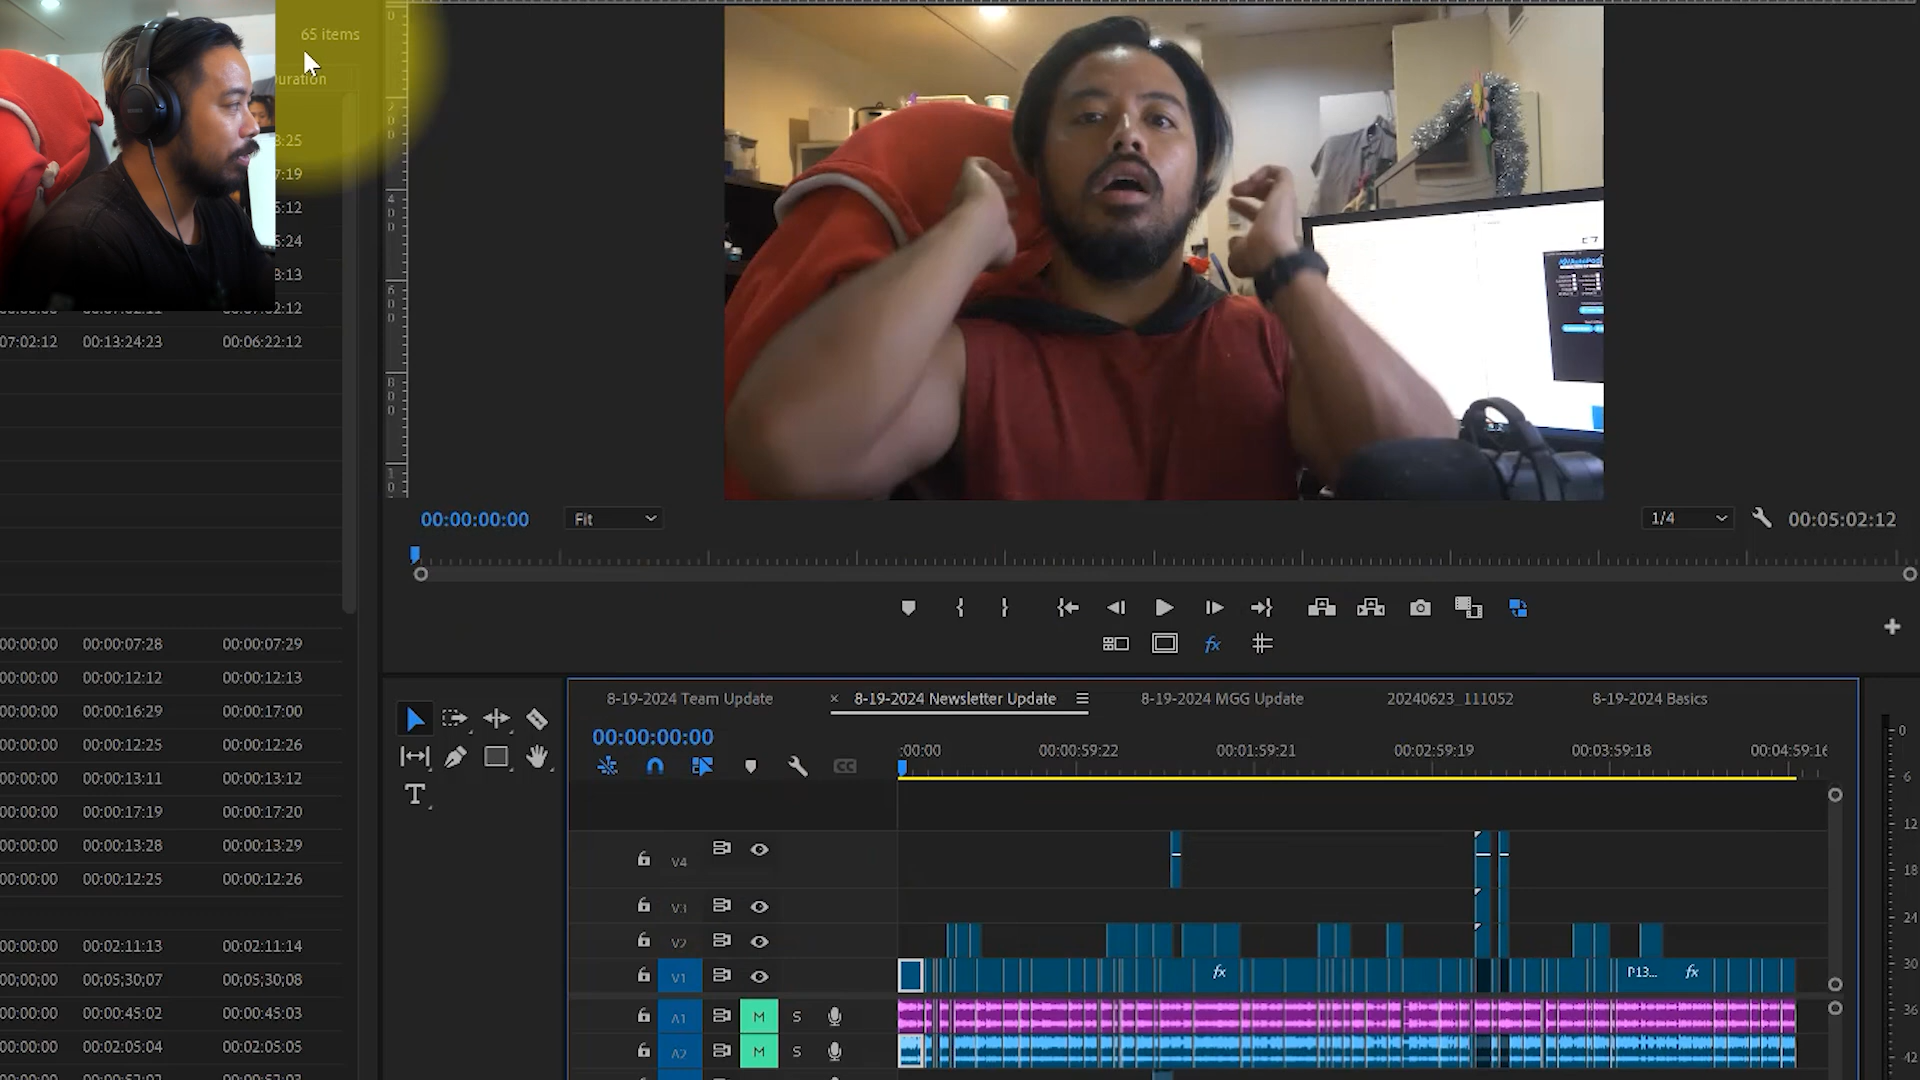 65 items
uration
3:25
7:19
5:12
5:24
3:13
2:12
07:02:12 00:13:24:23 00:06:22:12
00:00:00:00 Fit 1/4 00:05:02:12
00:00:00 00:00:07:28 00:00:07:29
00:00:00 00:00:12:12 00:00:12:13
00:00:00 00:00:16:29 00:00:17:00
00:00:00 00:00:12:25 00:00:12:26
00:00:00 00:00:13:11 00:00:13:12
00:00:00 00:00:17:19 00:00:17:20
00:00:00 00:00:13:28 00:00:13:29
00:00:00 00:00:12:25 00:00:12:26
00:00:00 00:02:11:13 00:02:11:14
00:00:00 00;05;30;07 00;05;30;08
00:00:00 00:00:45:02 00:00:45:03
00:00:00 00:02:05:04 00:02:05:05
fx
8-19-2024 Team Update × 8-19-2024 Newsletter Update 8-19-2024 MGG Update 20240623_111052 8-19-2024 Basics
00:00:00:00
:00:00 00:00:59:22 00:01:59:21 00:02:59:19 00:03:59:18 00:04:59:16
CC
T
V4
V3
V2
V1 fx P13... fx
A1 M S
A2 M S
0
6
12
18
24
30
36
42